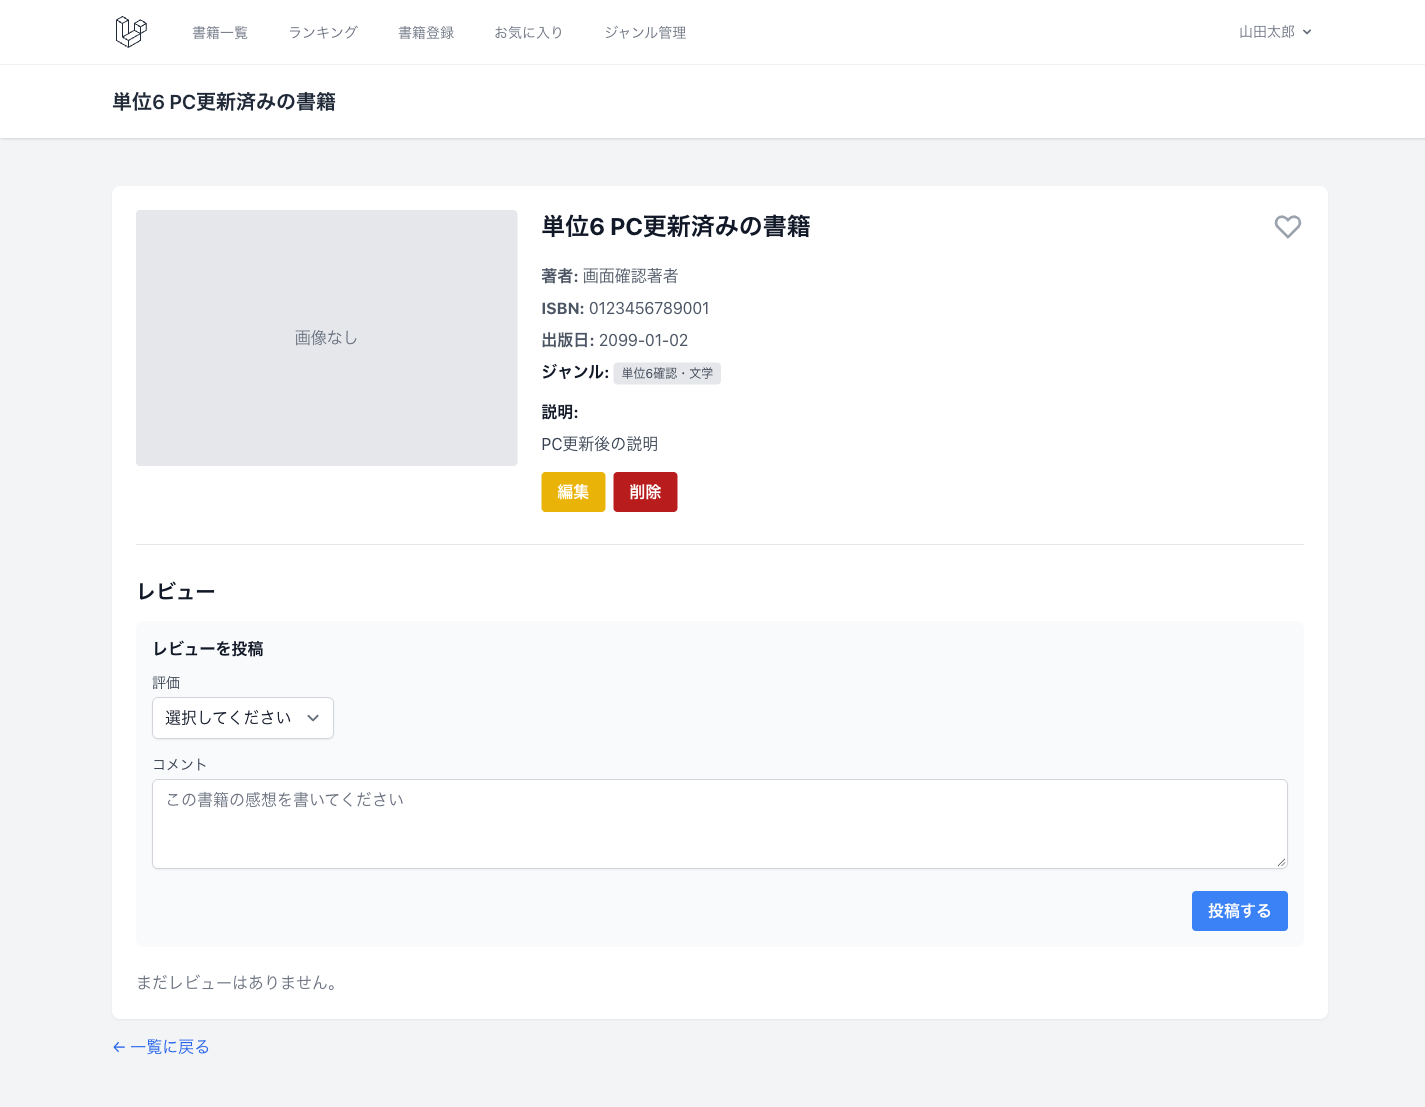 書籍一覧 ランキング 書籍登録 お気に入り ジャンル管理 山田太郎
単位6 PC更新済みの書籍
画像なし
単位6 PC更新済みの書籍
著者: 画面確認著者
ISBN: 0123456789001
出版日: 2099-01-02
ジャンル: 単位6確認・文学
説明:
PC更新後の説明
編集 削除
レビュー
レビューを投稿
評価
選択してください
コメント
この書籍の感想を書いてください
投稿する
まだレビューはありません。
← 一覧に戻る